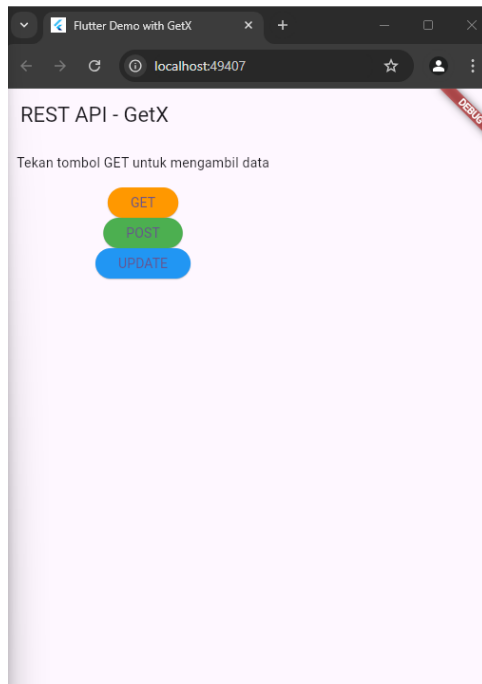 Flutter Demo with GetX
localhost:49407
REST API - GetX
DEBUG
Tekan tombol GET untuk mengambil data
GET
POST
UPDATE